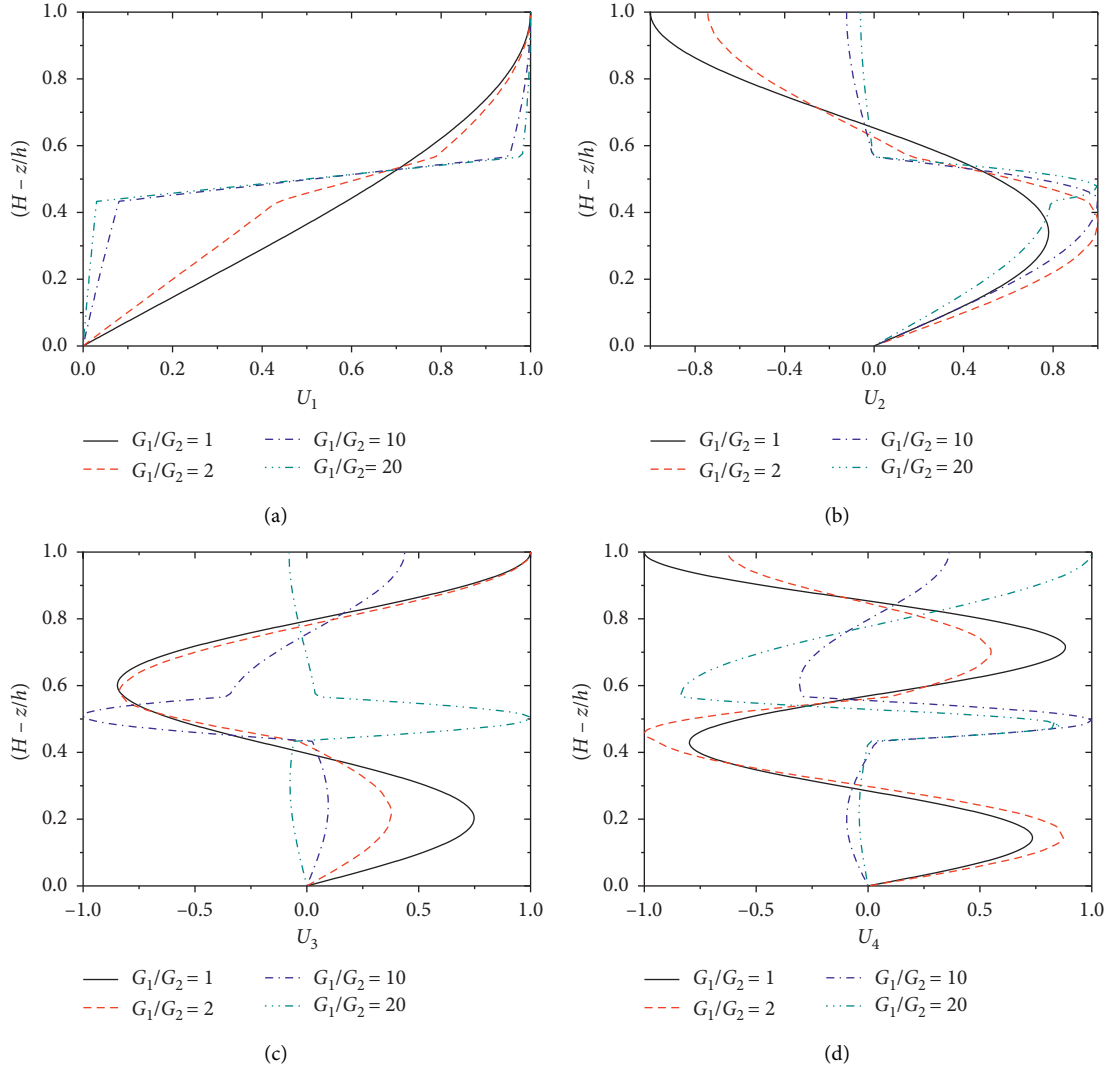 1.0
0.8
0.6
0.4
0.2
0.0
(H – z/h)
0.0 0.2 0.4 0.6 0.8 1.0
U1
G1/G2 = 1
G1/G2 = 10
G1/G2 = 2
G1/G2 = 20
(a)
1.0
0.8
0.6
0.4
0.2
0.0
(H – z/h)
–0.8 –0.4 0.0 0.4 0.8
U2
G1/G2 = 1
G1/G2 = 10
G1/G2 = 2
G1/G2 = 20
(b)
1.0
0.8
0.6
0.4
0.2
0.0
(H – z/h)
–1.0 –0.5 0.0 0.5 1.0
U3
G1/G2 = 1
G1/G2 = 10
G1/G2 = 2
G1/G2 = 20
(c)
1.0
0.8
0.6
0.4
0.2
0.0
(H – z/h)
–1.0 –0.5 0.0 0.5 1.0
U4
G1/G2 = 1
G1/G2 = 10
G1/G2 = 2
G1/G2 = 20
(d)